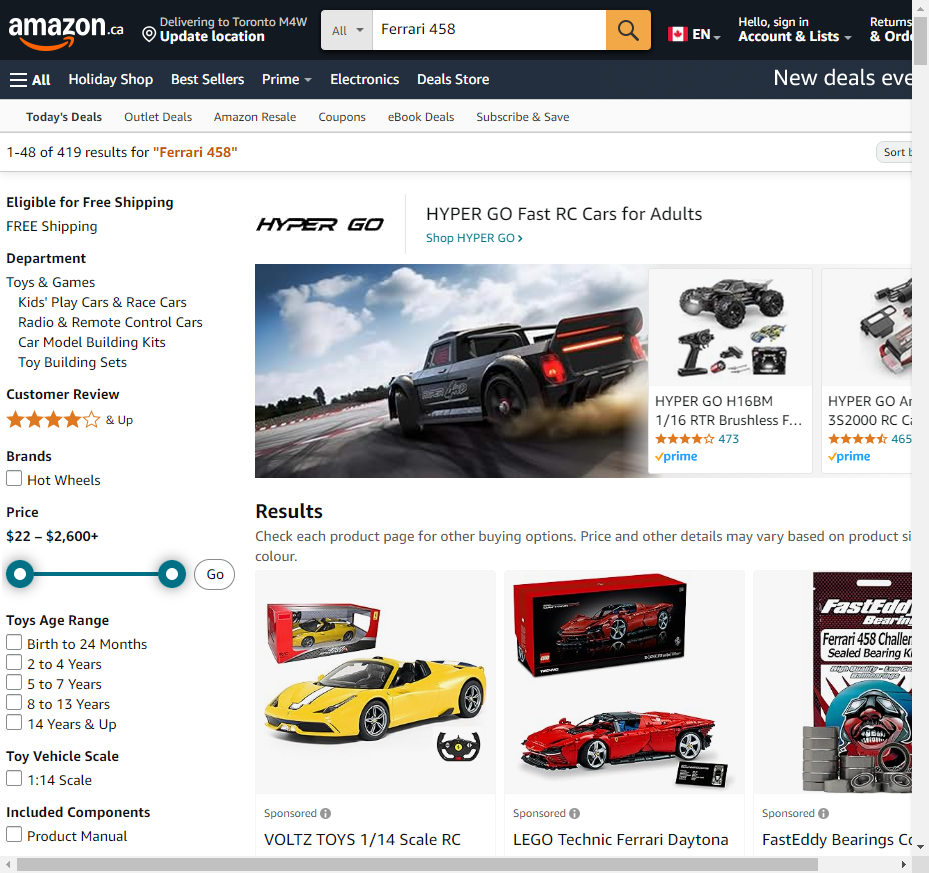 amazon.ca
Delivering to Toronto M4W
Update location
All
Ferrari 458
EN
Hello, sign in
Account & Lists
Returns
& Orde
All
Holiday Shop
Best Sellers
Prime
Electronics
Deals Store
New deals eve
Today's Deals
Outlet Deals
Amazon Resale
Coupons
eBook Deals
Subscribe & Save
1-48 of 419 results for "Ferrari 458"
Sort b
Eligible for Free Shipping
FREE Shipping
Department
Toys & Games
Kids' Play Cars & Race Cars
Radio & Remote Control Cars
Car Model Building Kits
Toy Building Sets
Customer Review
& Up
Brands
Hot Wheels
Price
$22 – $2,600+
Go
Toys Age Range
Birth to 24 Months
2 to 4 Years
5 to 7 Years
8 to 13 Years
14 Years & Up
Toy Vehicle Scale
1:14 Scale
Included Components
Product Manual
HYPER GO
HYPER GO Fast RC Cars for Adults
Shop HYPER GO
HYPER GO H16BM
1/16 RTR Brushless F...
473
prime
HYPER GO Ar
3S2000 RC Ca
465
prime
Results
Check each product page for other buying options. Price and other details may vary based on product si
colour.
Sponsored
VOLTZ TOYS 1/14 Scale RC
LEGO
TECHNIC
Sponsored
LEGO Technic Ferrari Daytona
FastEddy
Bearing
Ferrari 458 Challen
Sealed Bearing Ki
High Quality - Low Co
Sponsored
FastEddy Bearings Co